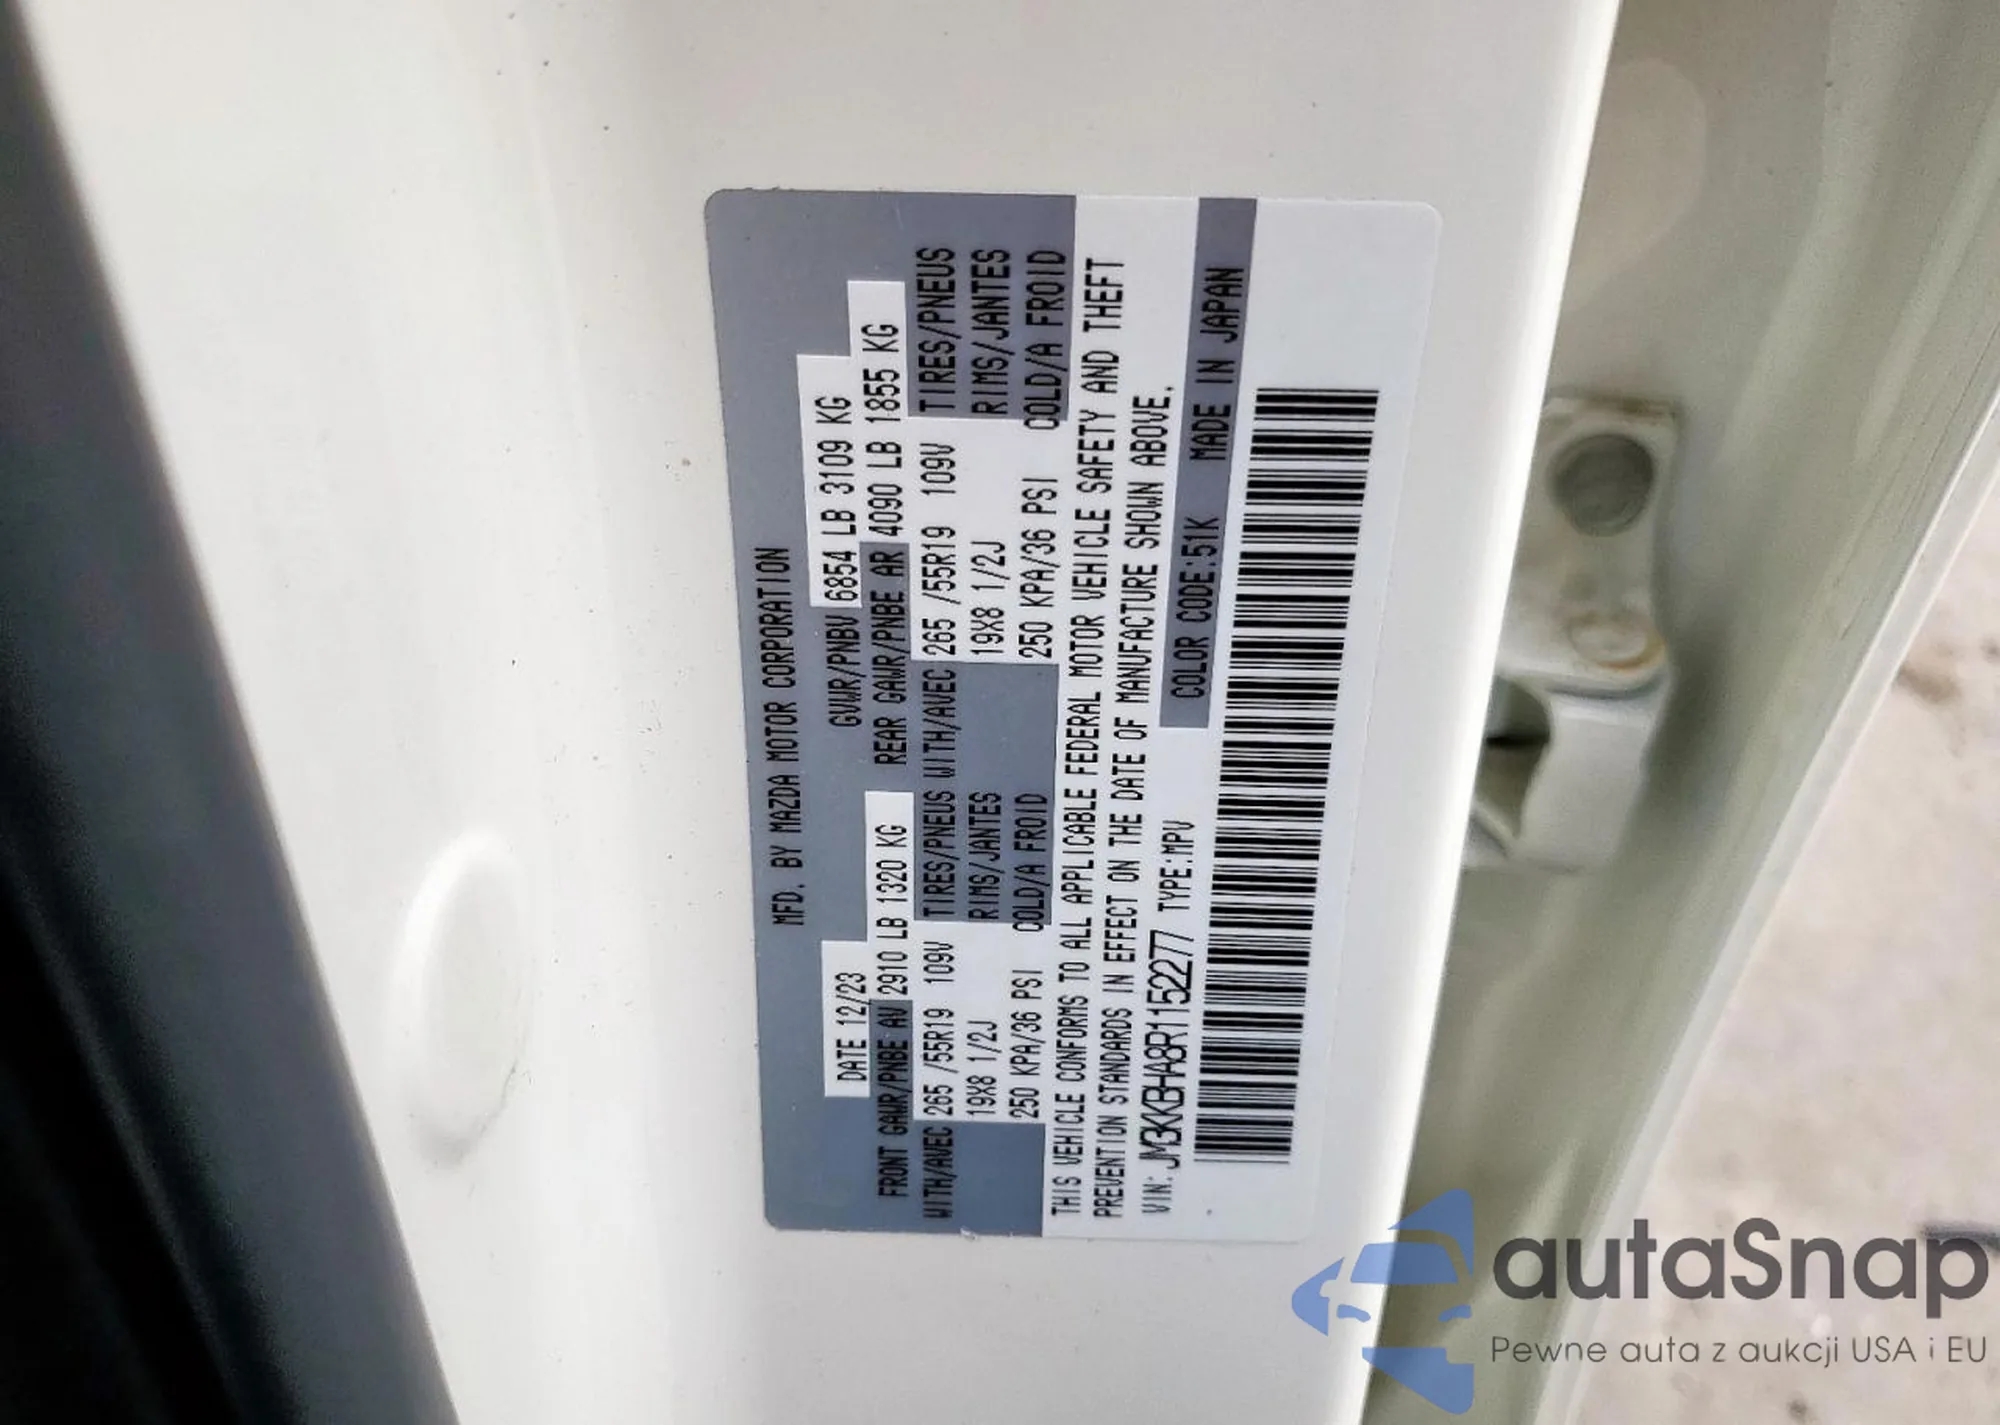 MFD. BY MAZDA MOTOR CORPORATION
DATE 12/23 GVWR/PNBV 6854 LB 3109 KG
FRONT GAWR/PNBE AV 2910 LB 1320 KG REAR GAWR/PNBE AR 4090 LB 1855 KG
WITH/AVEC 265 /55R19 109V TIRES/PNEUS WITH/AVEC 265 /55R19 109V TIRES/PNEUS
19X8 1/2J RIMS/JANTES 19X8 1/2J RIMS/JANTES
250 KPA/36 PSI COLD/A FROID 250 KPA/36 PSI COLD/A FROID
THIS VEHICLE CONFORMS TO ALL APPLICABLE FEDERAL MOTOR VEHICLE SAFETY AND THEFT
PREVENTION STANDARDS IN EFFECT ON THE DATE OF MANUFACTURE SHOWN ABOVE.
VIN: JM3KKBHA8R1152277 TYPE:MPV COLOR CODE:51K MADE IN JAPAN
autaSnap
Pewne auta z aukcji USA i EU